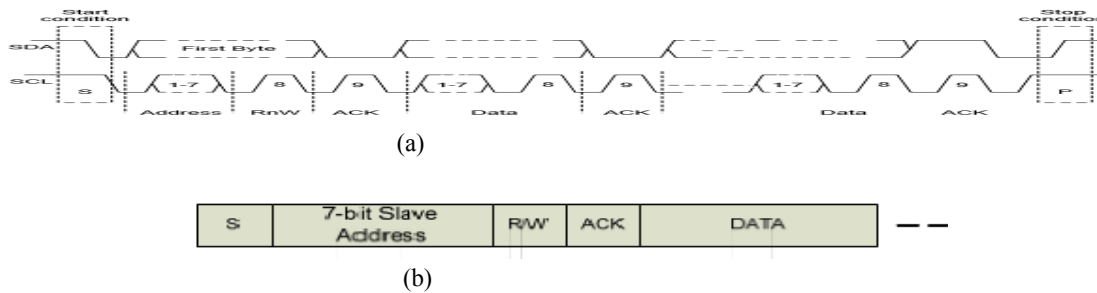 Start condition
Stop condition
SDA
First Byte
SCL
S
1-7
8
9
1-7
8
9
1-7
8
9
P
Address
RnW
ACK
Data
ACK
Data
ACK
(a)
S
7-bit Slave Address
R/W'
ACK
DATA
(b)